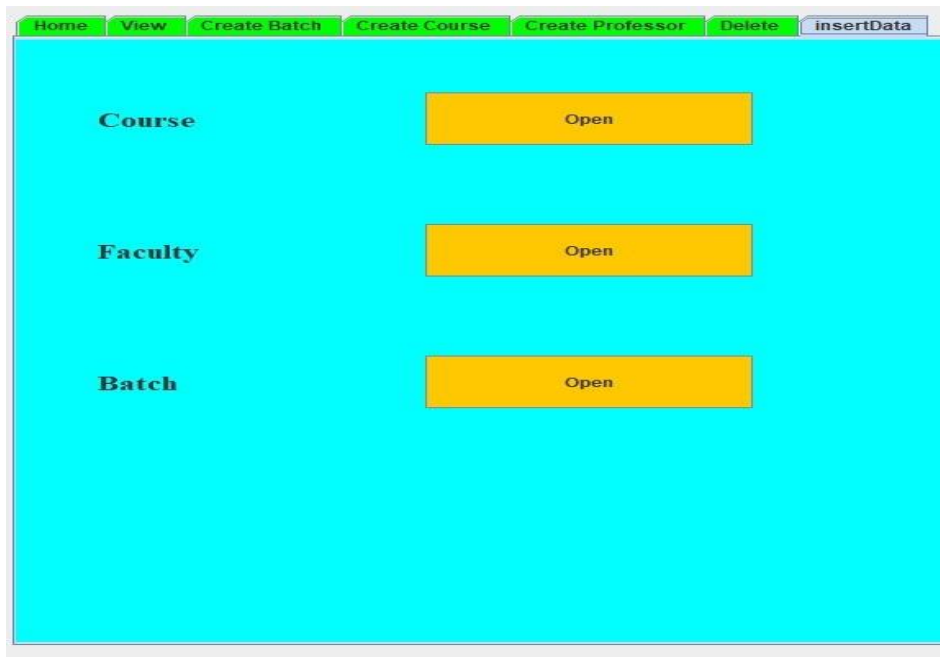 Home View Create Batch Create Course Create Professor Delete insertData
Course Open
Faculty Open
Batch Open